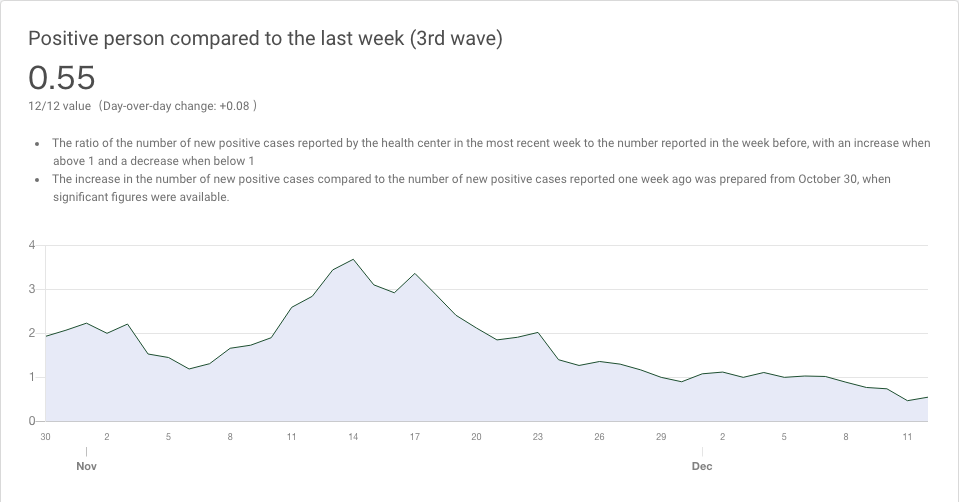 Positive person compared to the last week (3rd wave)
0.55
12/12 value （Day-over-day change: +0.08 ）
• The ratio of the number of new positive cases reported by the health center in the most recent week to the number reported in the week before, with an increase when
above 1 and a decrease when below 1
• The increase in the number of new positive cases compared to the number of new positive cases reported one week ago was prepared from October 30, when
significant figures were available.
4
3
2
1
0
30 2 5 8 11 14 17 20 23 26 29 2 5 8 11
Nov Dec